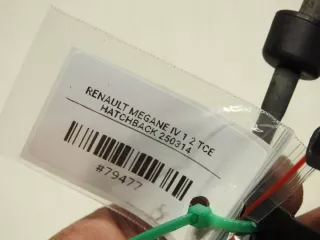 RENAULT MEGANE IV 1 2 TCE
HATCHBACK 250314
#79477